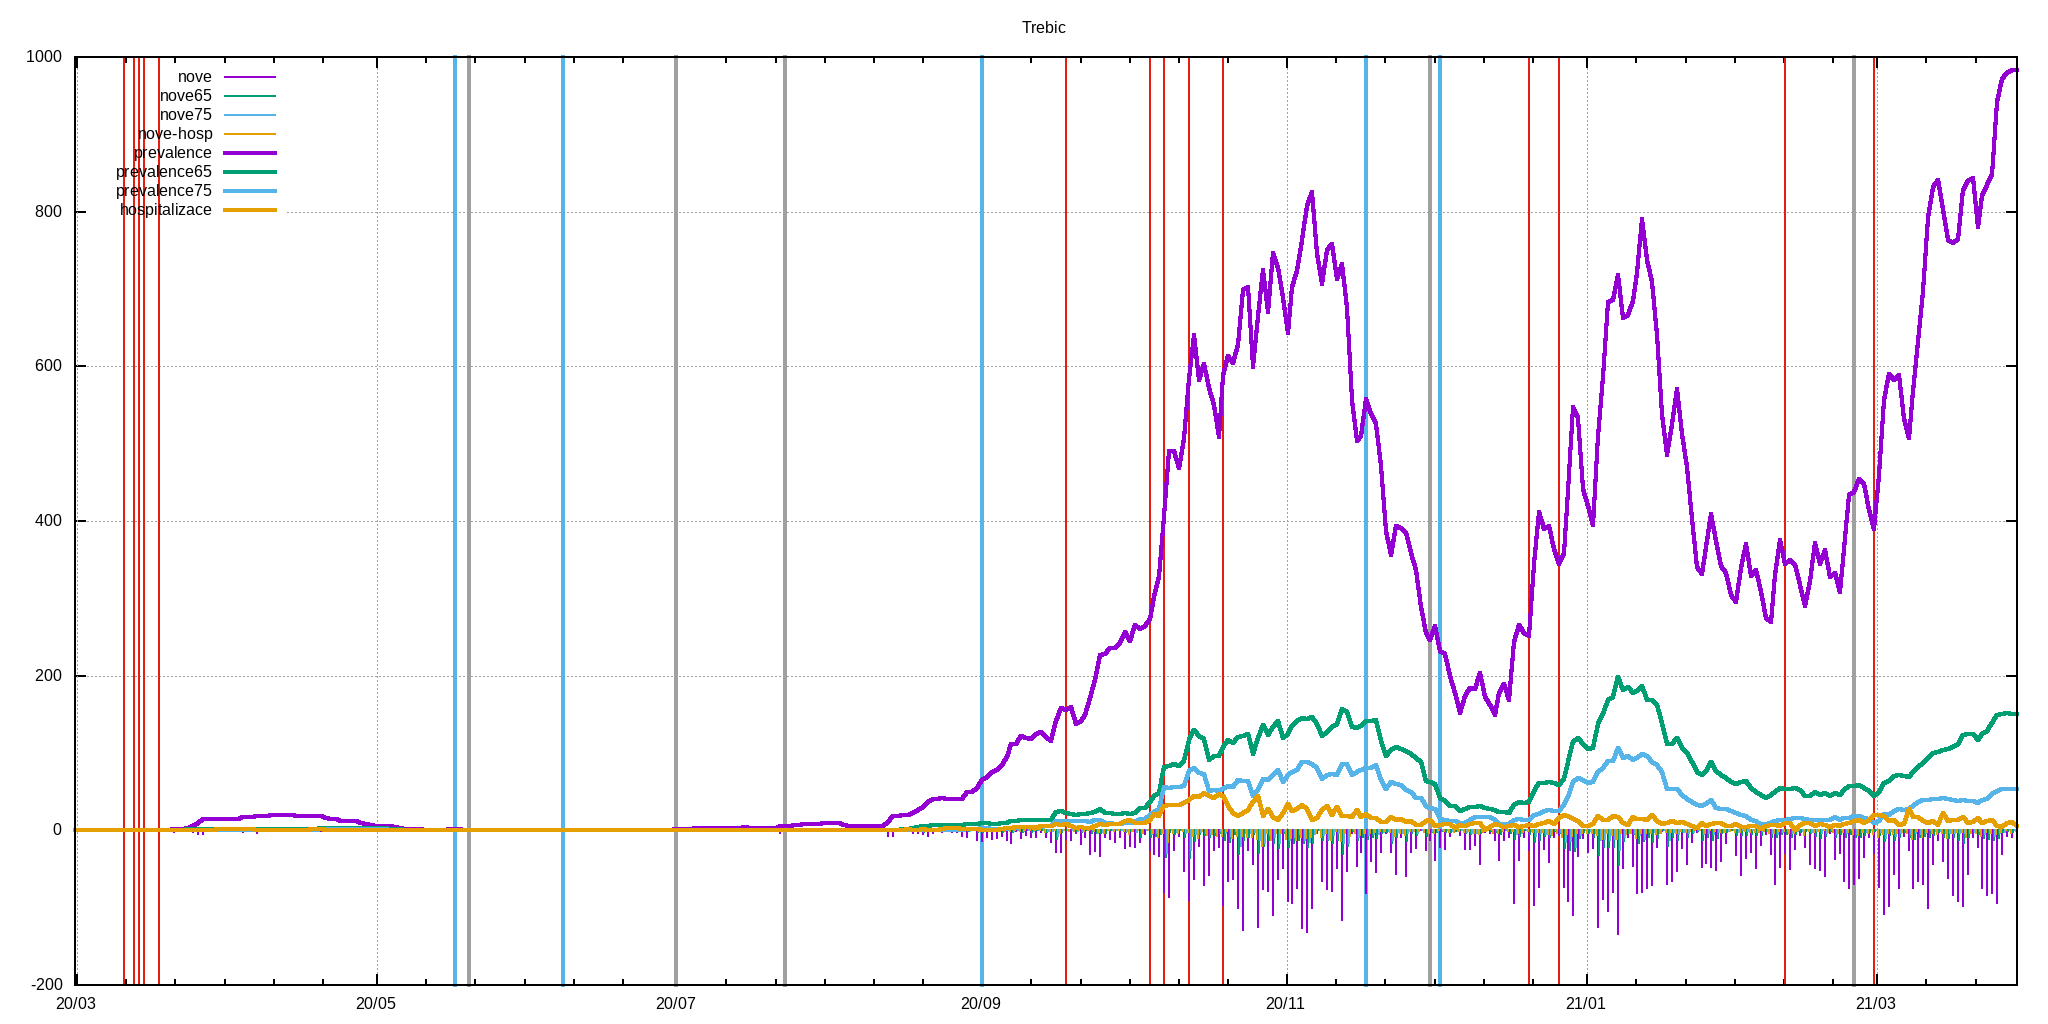 Trebic
1000
nove
nove65
nove75
nove-hosp
prevalence
prevalence65
prevalence75
hospitalizace
800
600
400
200
0
-200
20/03 20/05 20/07 20/09 20/11 21/01 21/03